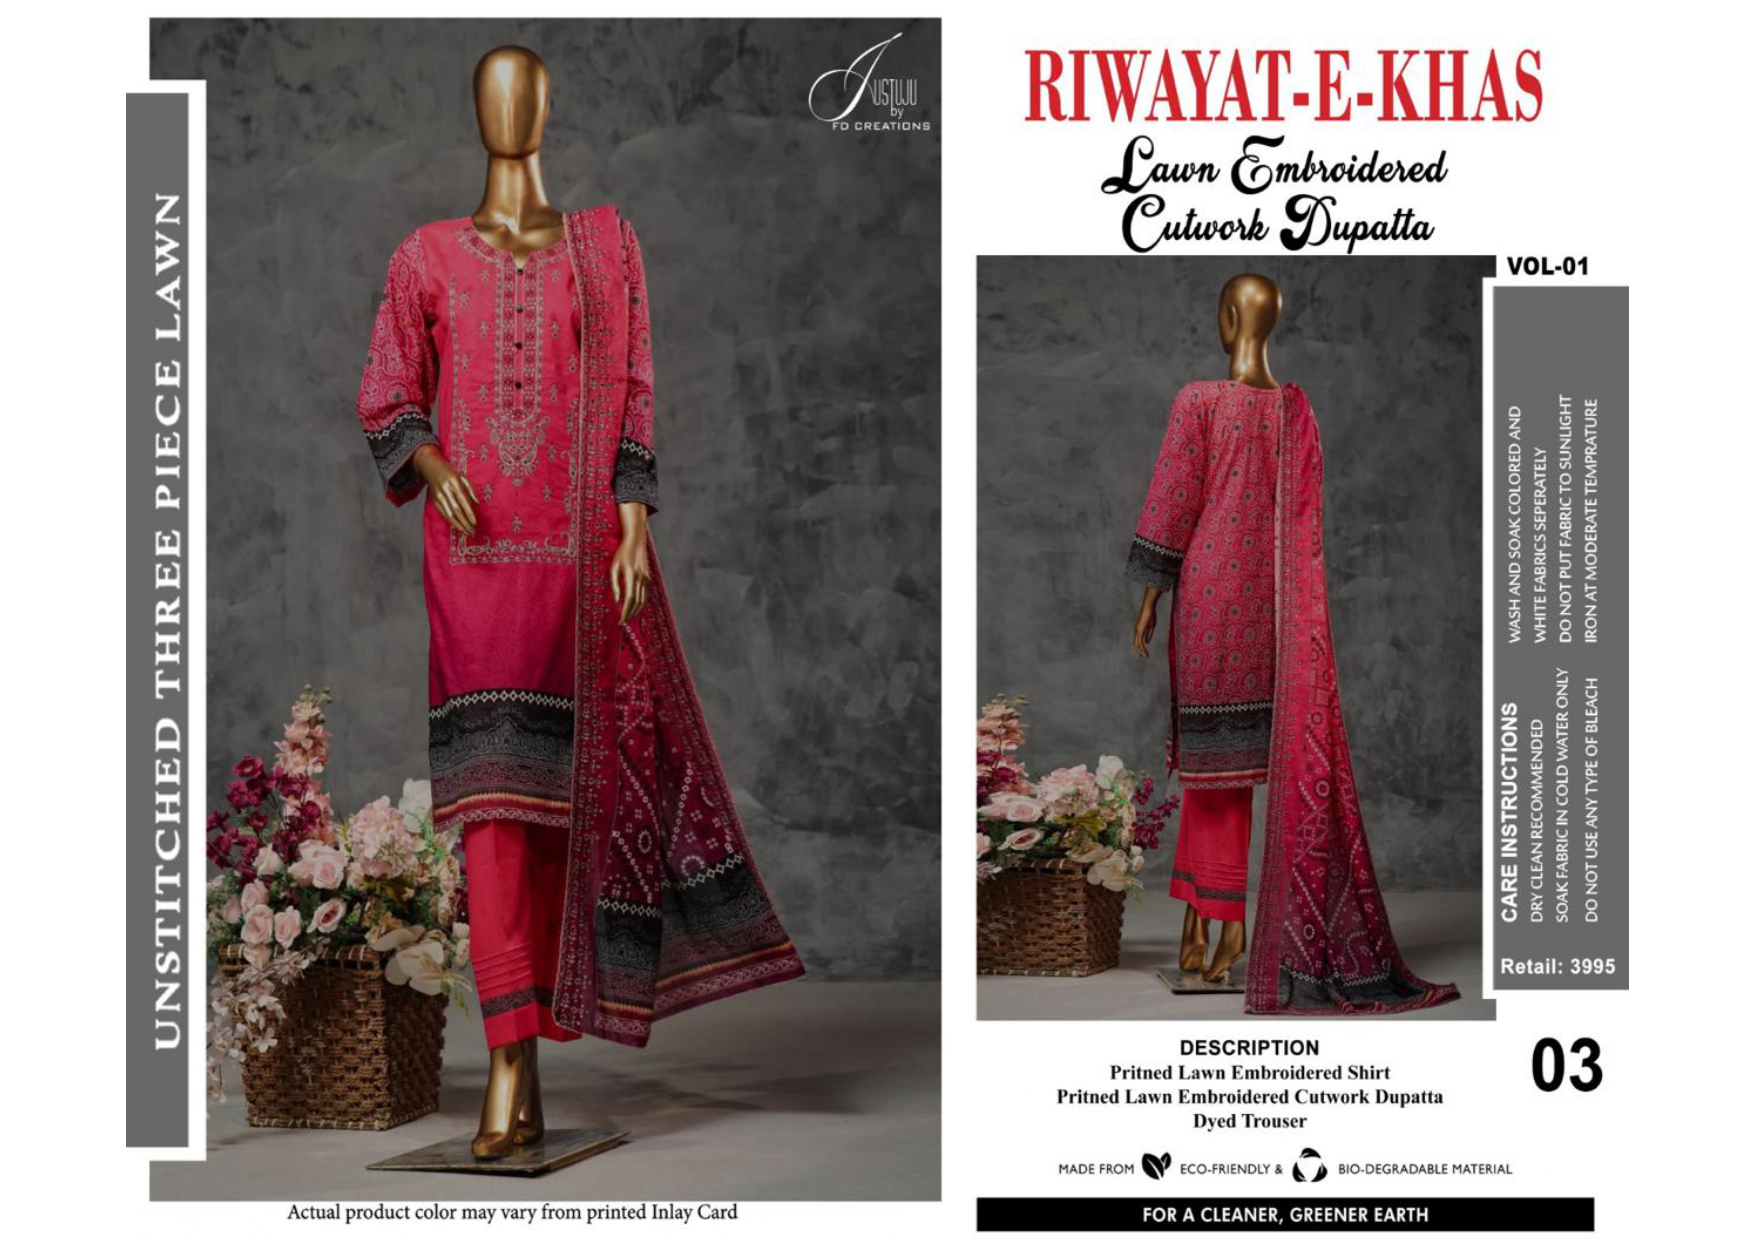 UNSTITCHED THREE PIECE LAWN
JUSTUJU
by
FD CREATIONS
Actual product color may vary from printed Inlay Card
RIWAYAT-E-KHAS
Lawn Embroidered
Cutwork Dupatta
VOL-01
CARE INSTRUCTIONS
DRY CLEAN RECOMMENDED
SOAK FABRIC IN COLD WATER ONLY
DO NOT USE ANY TYPE OF BLEACH
WASH AND SOAK COLORED AND
WHITE FABRICS SEPERATELY
DO NOT PUT FABRIC TO SUNLIGHT
IRON AT MODERATE TEMPRATURE
Retail: 3995
DESCRIPTION
Pritned Lawn Embroidered Shirt
Pritned Lawn Embroidered Cutwork Dupatta
Dyed Trouser
03
MADE FROM ECO-FRIENDLY & BIO-DEGRADABLE MATERIAL
FOR A CLEANER, GREENER EARTH